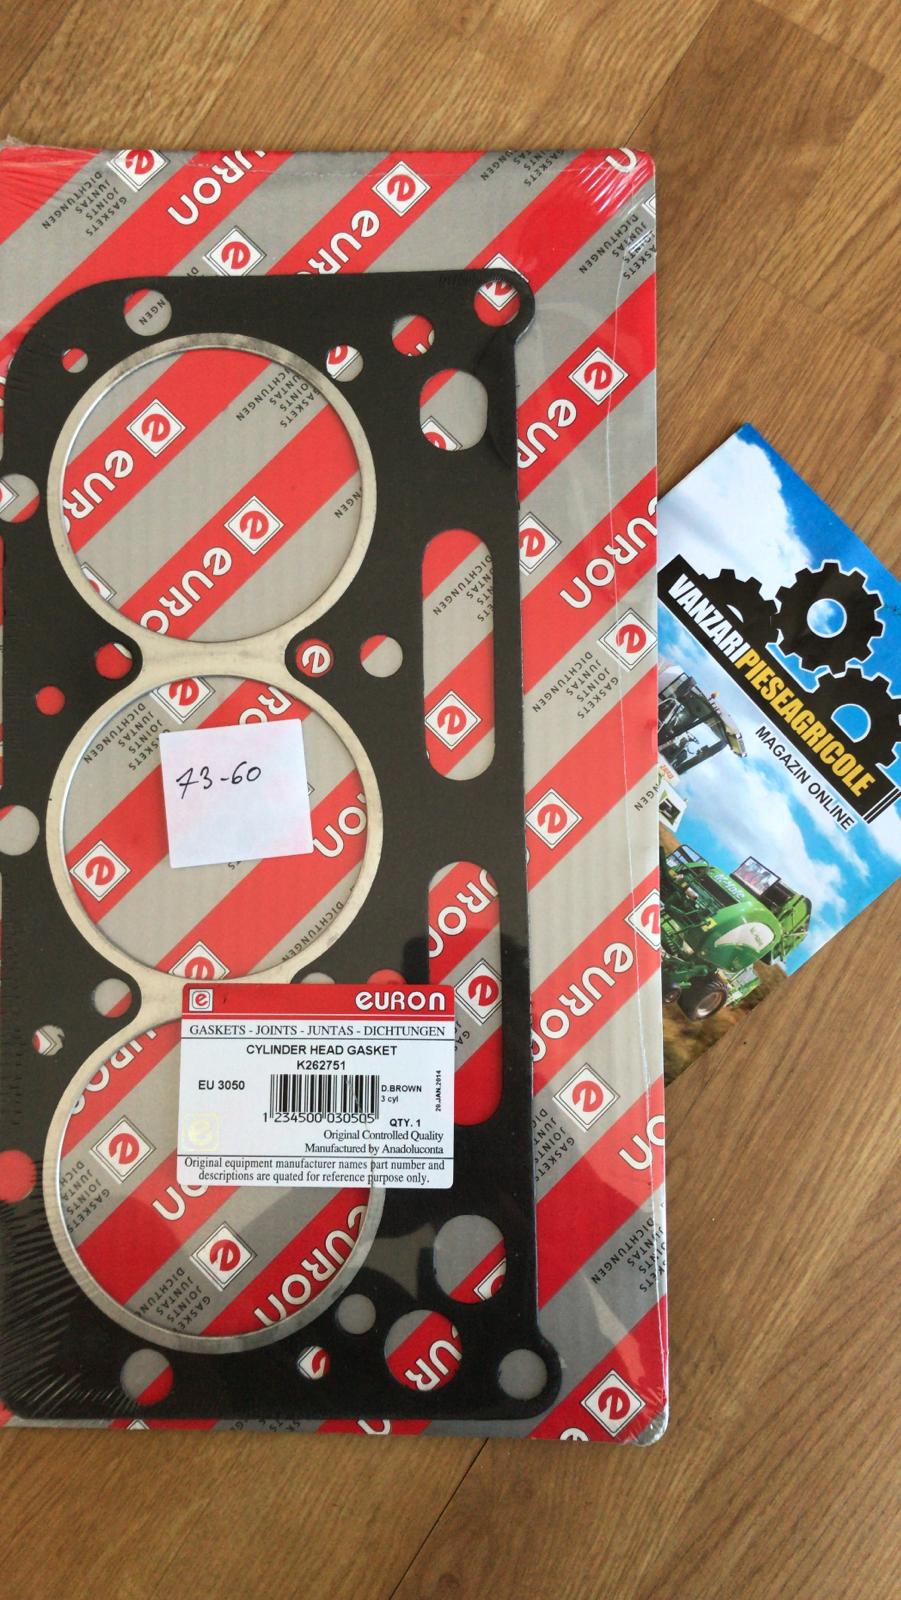 73-60
euron
GASKETS - JOINTS - JUNTAS - DICHTUNGEN
CYLINDER HEAD GASKET
K262751
EU 3050
D.BROWN
3 cyl
20.JAN.2014
1 234500 030505
QTY. 1
Original Controlled Quality
Manufactured by Anadoluconta
Original equipment manufacturer names part number and
descriptions are quated for reference purpose only.
VANZARIPIESEAGRICOLE
MAGAZIN ONLINE
euron
GASKETS
JOINTS
JUNTAS
DICHTUNGEN